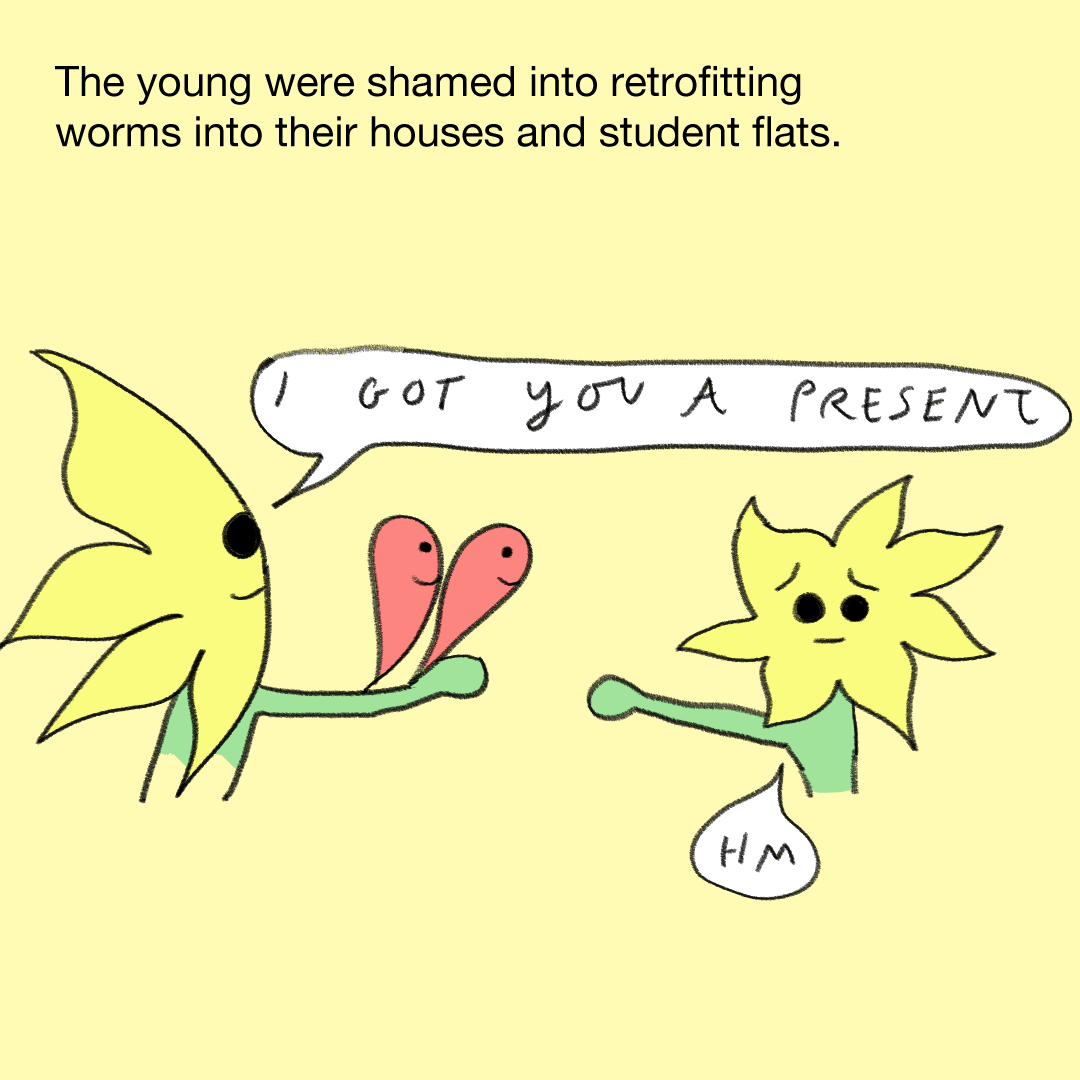 The young were shamed into retrofitting
worms into their houses and student flats.
I GOT YOU A PRESENT
HM